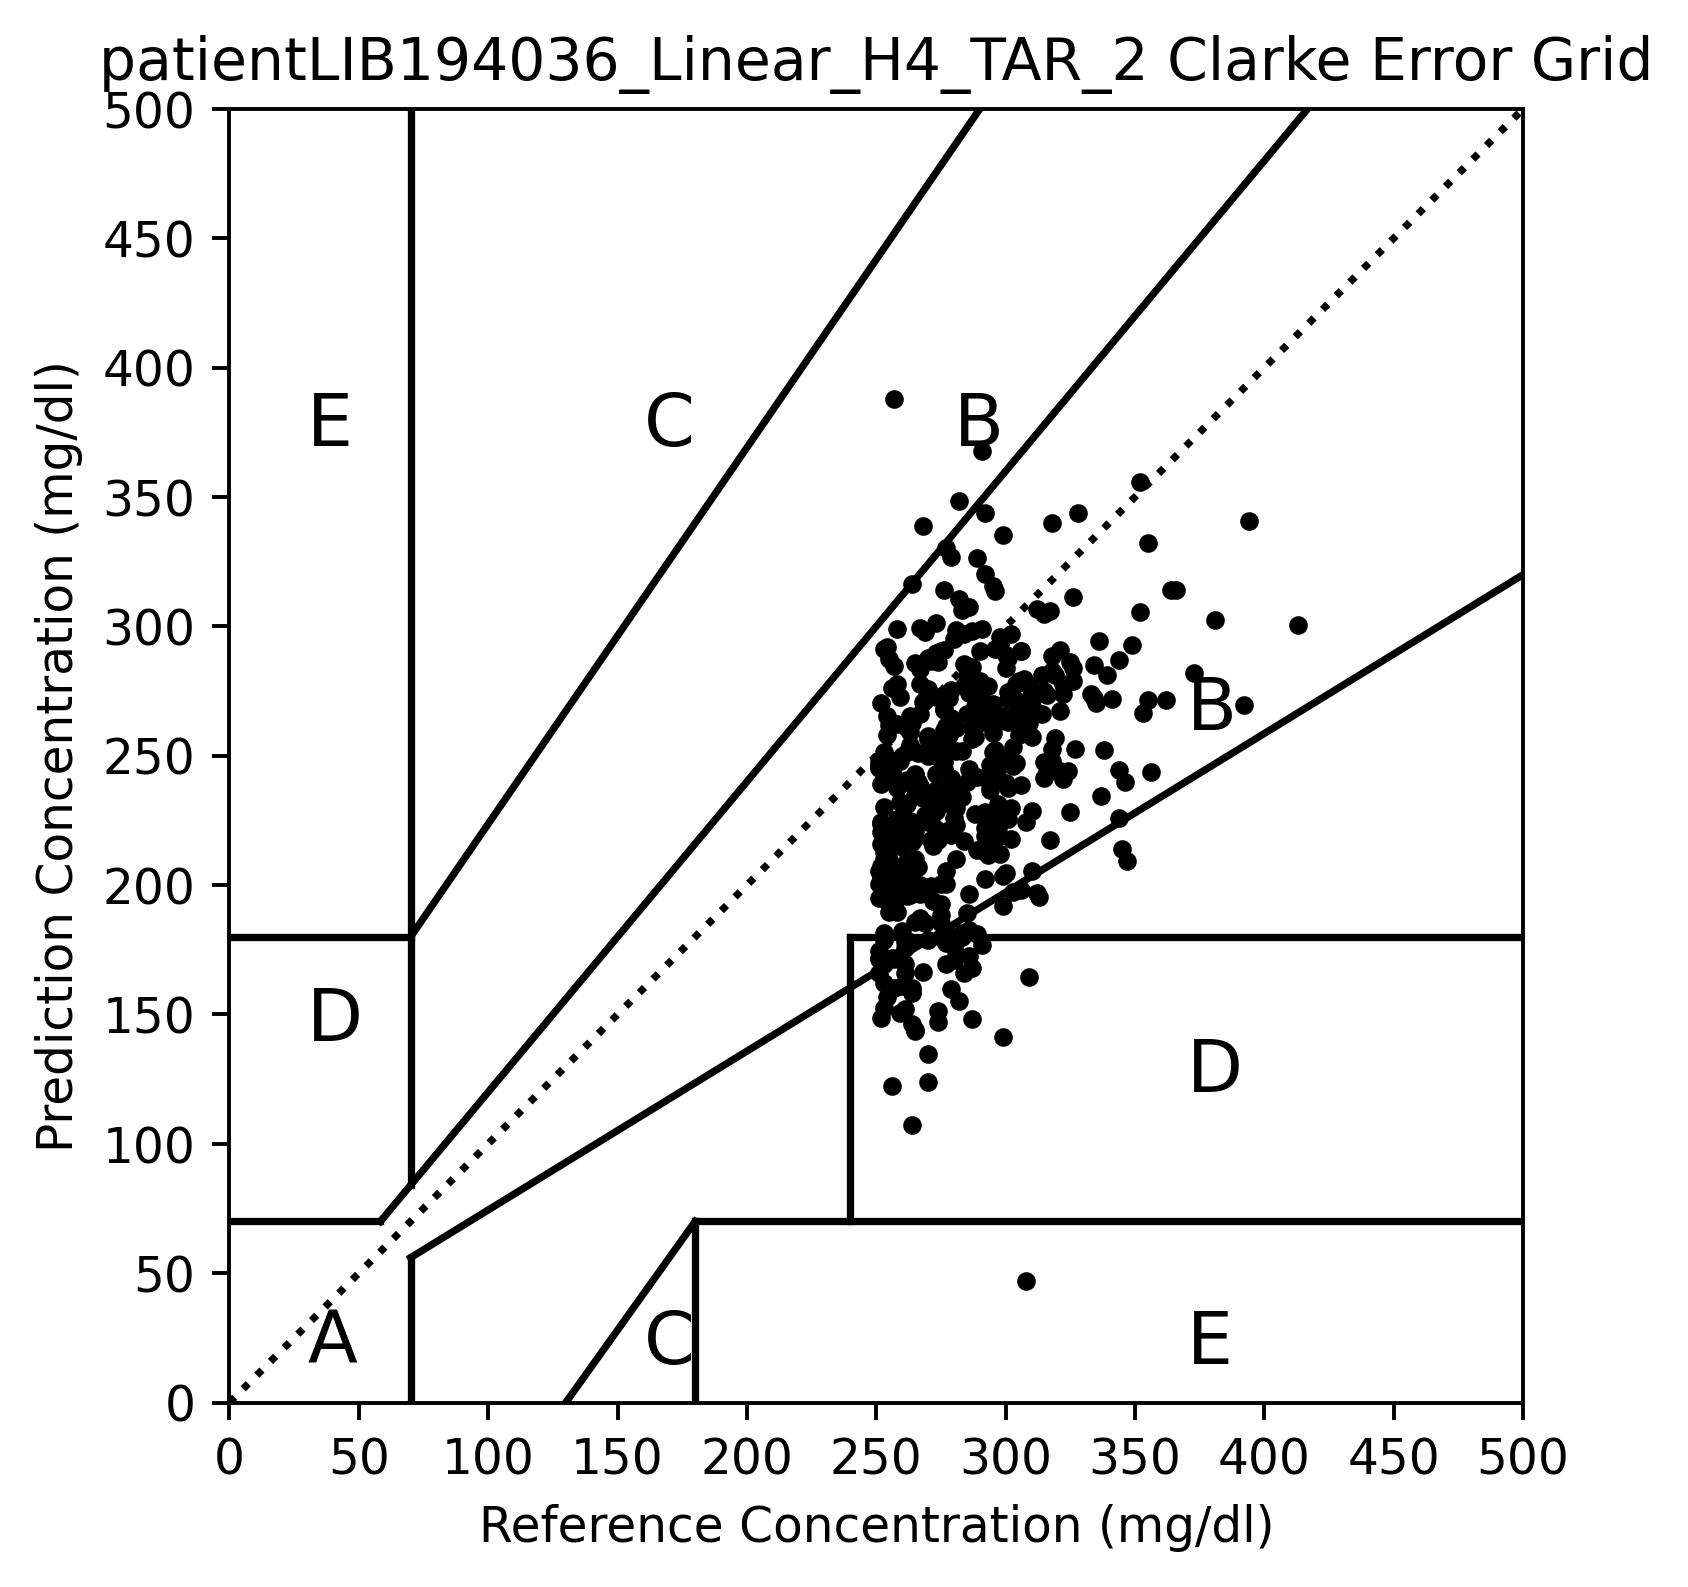 patientLIB194036_Linear_H4_TAR_2 Clarke Error Grid
500
450
400
350
300
250
200
150
100
50
0
Prediction Concentration (mg/dl)
E
C
B
B
D
D
A
C
E
0 50 100 150 200 250 300 350 400 450 500
Reference Concentration (mg/dl)